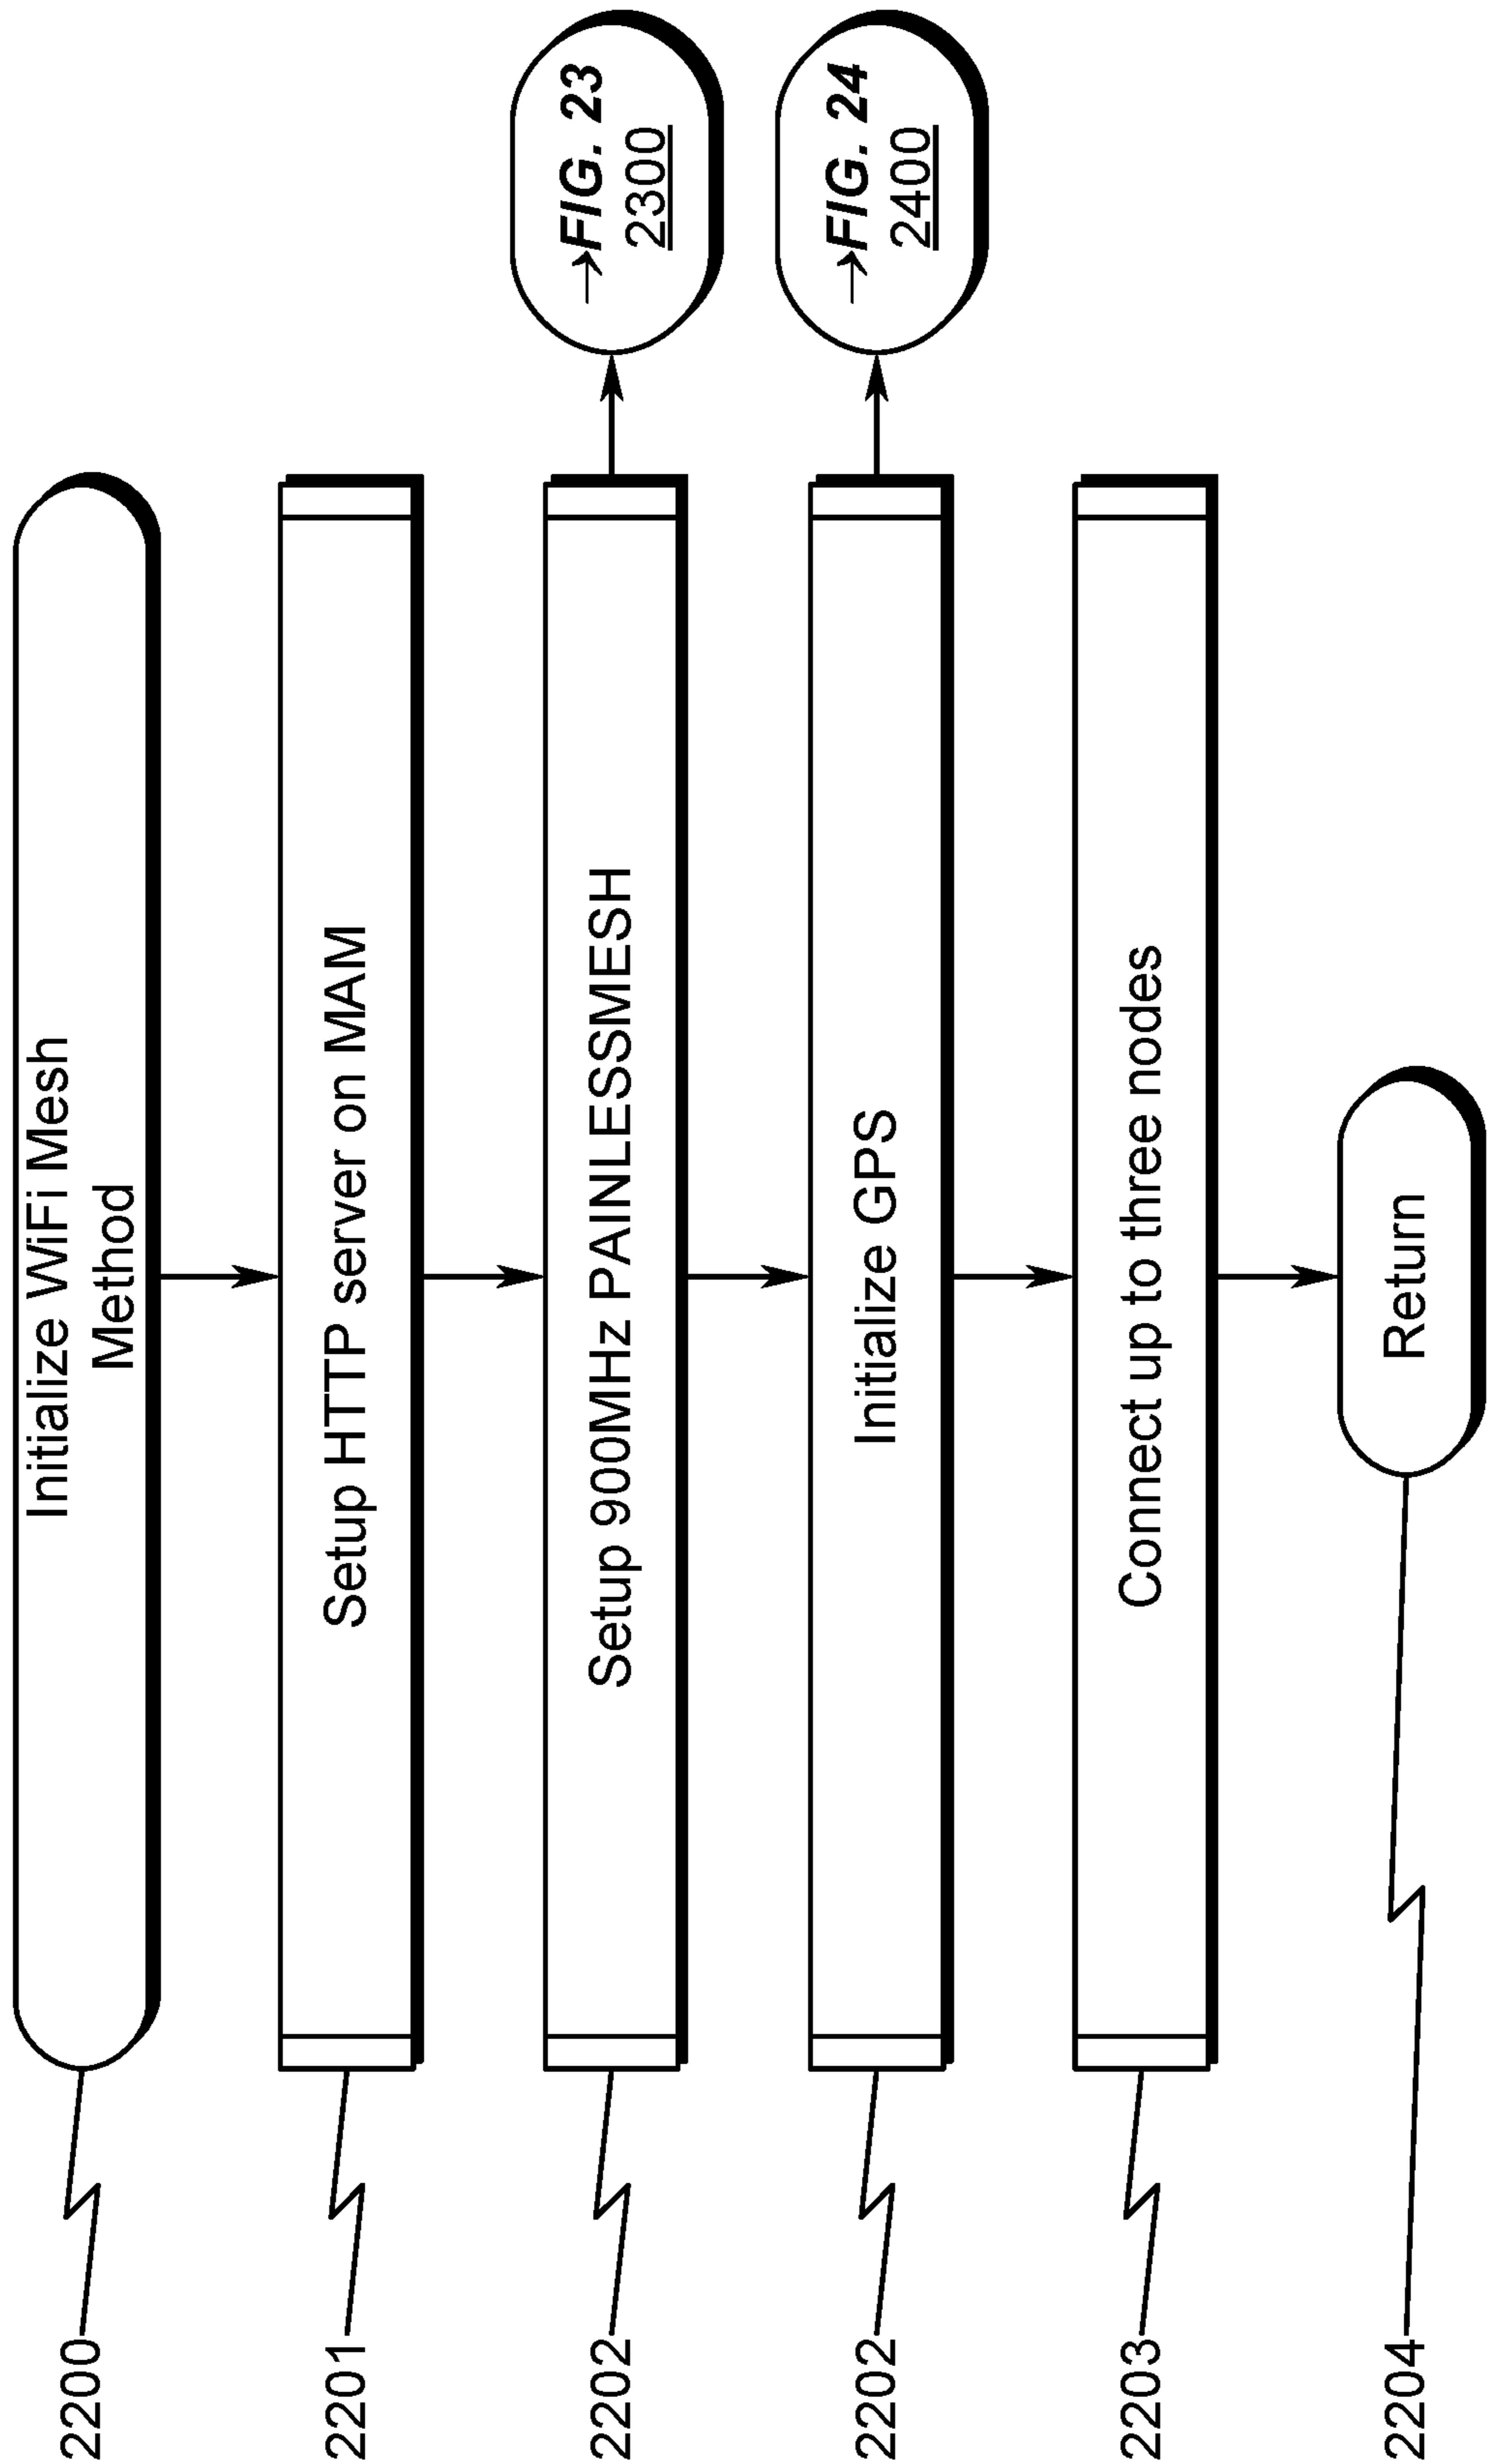 2200
Initialize WiFi Mesh
Method
2201
Setup HTTP server on MAM
2202
Setup 900MHz PAINLESSMESH
→FIG. 23
2300
2202
Initialize GPS
→FIG. 24
2400
2203
Connect up to three nodes
2204
Return